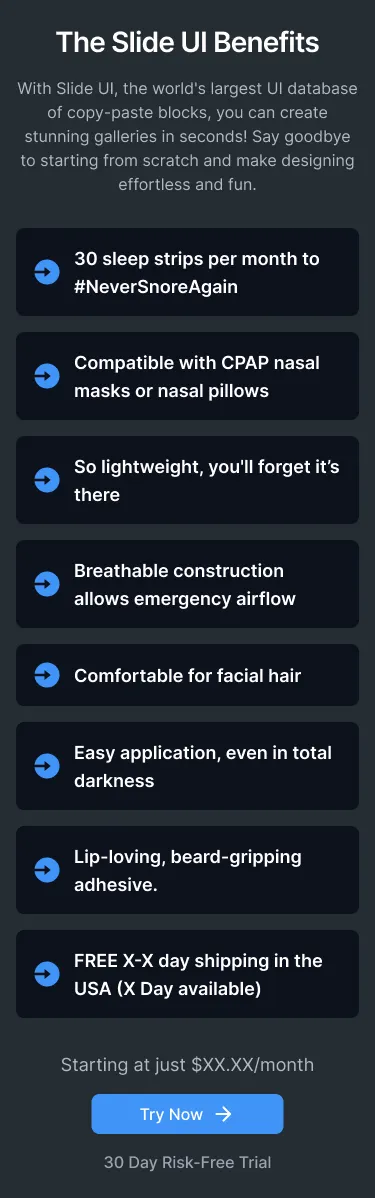 The Slide UI Benefits
With Slide UI, the world's largest UI database
of copy-paste blocks, you can create
stunning galleries in seconds! Say goodbye
to starting from scratch and make designing
effortless and fun.
30 sleep strips per month to
#NeverSnoreAgain
Compatible with CPAP nasal
masks or nasal pillows
So lightweight, you'll forget it’s
there
Breathable construction
allows emergency airflow
Comfortable for facial hair
Easy application, even in total
darkness
Lip-loving, beard-gripping
adhesive.
FREE X-X day shipping in the
USA (X Day available)
Starting at just $XX.XX/month
Try Now
30 Day Risk-Free Trial